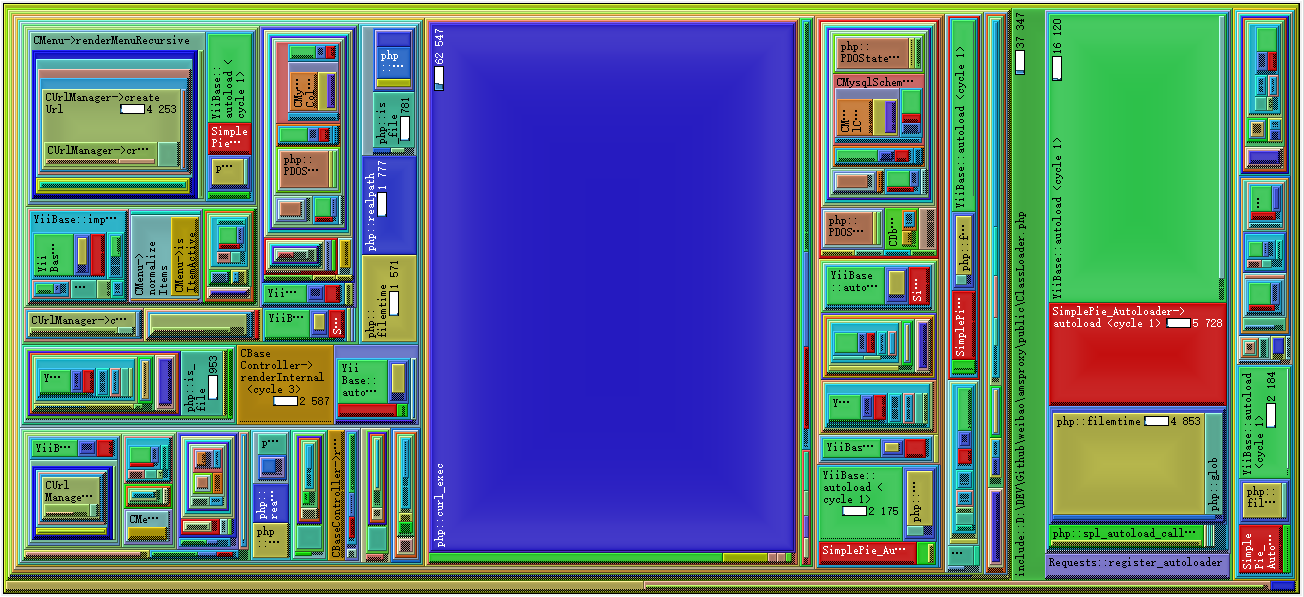 CMenu->renderMenuRecursive
CUrlManager->create
Url
4 253
CUrlManager->cr···
YiiBase::
autoload <
cycle 1>
Simple
Pie···
P···
YiiBase::imp···
Yii
Bas···
···
CMenu->
normalize
Items
CMenu->is
ItemActive
CUrlManager->c···
Y···
php::is_
file
953
CBase
Controller->
renderInternal
<cycle 3>
2 587
Yii
Base::
auto···
YiiB···
CUrl
Manage···
CMe···
P···
php::
rea···
php
::···
CBaseController->r···
CMy···
Col···
php::
PDOS···
Yii···
YiiB···
S···
php
::···
php::is_
file
781
php::realpath
1 777
php::
filemtime
1 571
php::curl_exec
62 547
php::
PDOState···
CMysqlSchem···
CM···
lC···
php::
PDOS···
CDb···
YiiBase
::auto···
Si···
Y···
YiiBas···
YiiBase::
autoload <
cycle 1>
2 175
php::···
SimplePie_Au···
YiiBase::autoload <cycle 1>
php::f···
SimplePi···
···
include::D:\DEV\Github\weibao\amsproxy\public\ClassLoader.php
37 347
YiiBase::autoload <cycle 1>
16 120
SimplePie_Autoloader->
autoload <cycle 1>
5 728
php::filemtime
4 853
php::glob
php::spl_autoload_call···
Requests::register_autoloader
···
YiiBase::autoload
<cycle 1>
2 184
php::
fil···
Simple
Pie_
Auto···